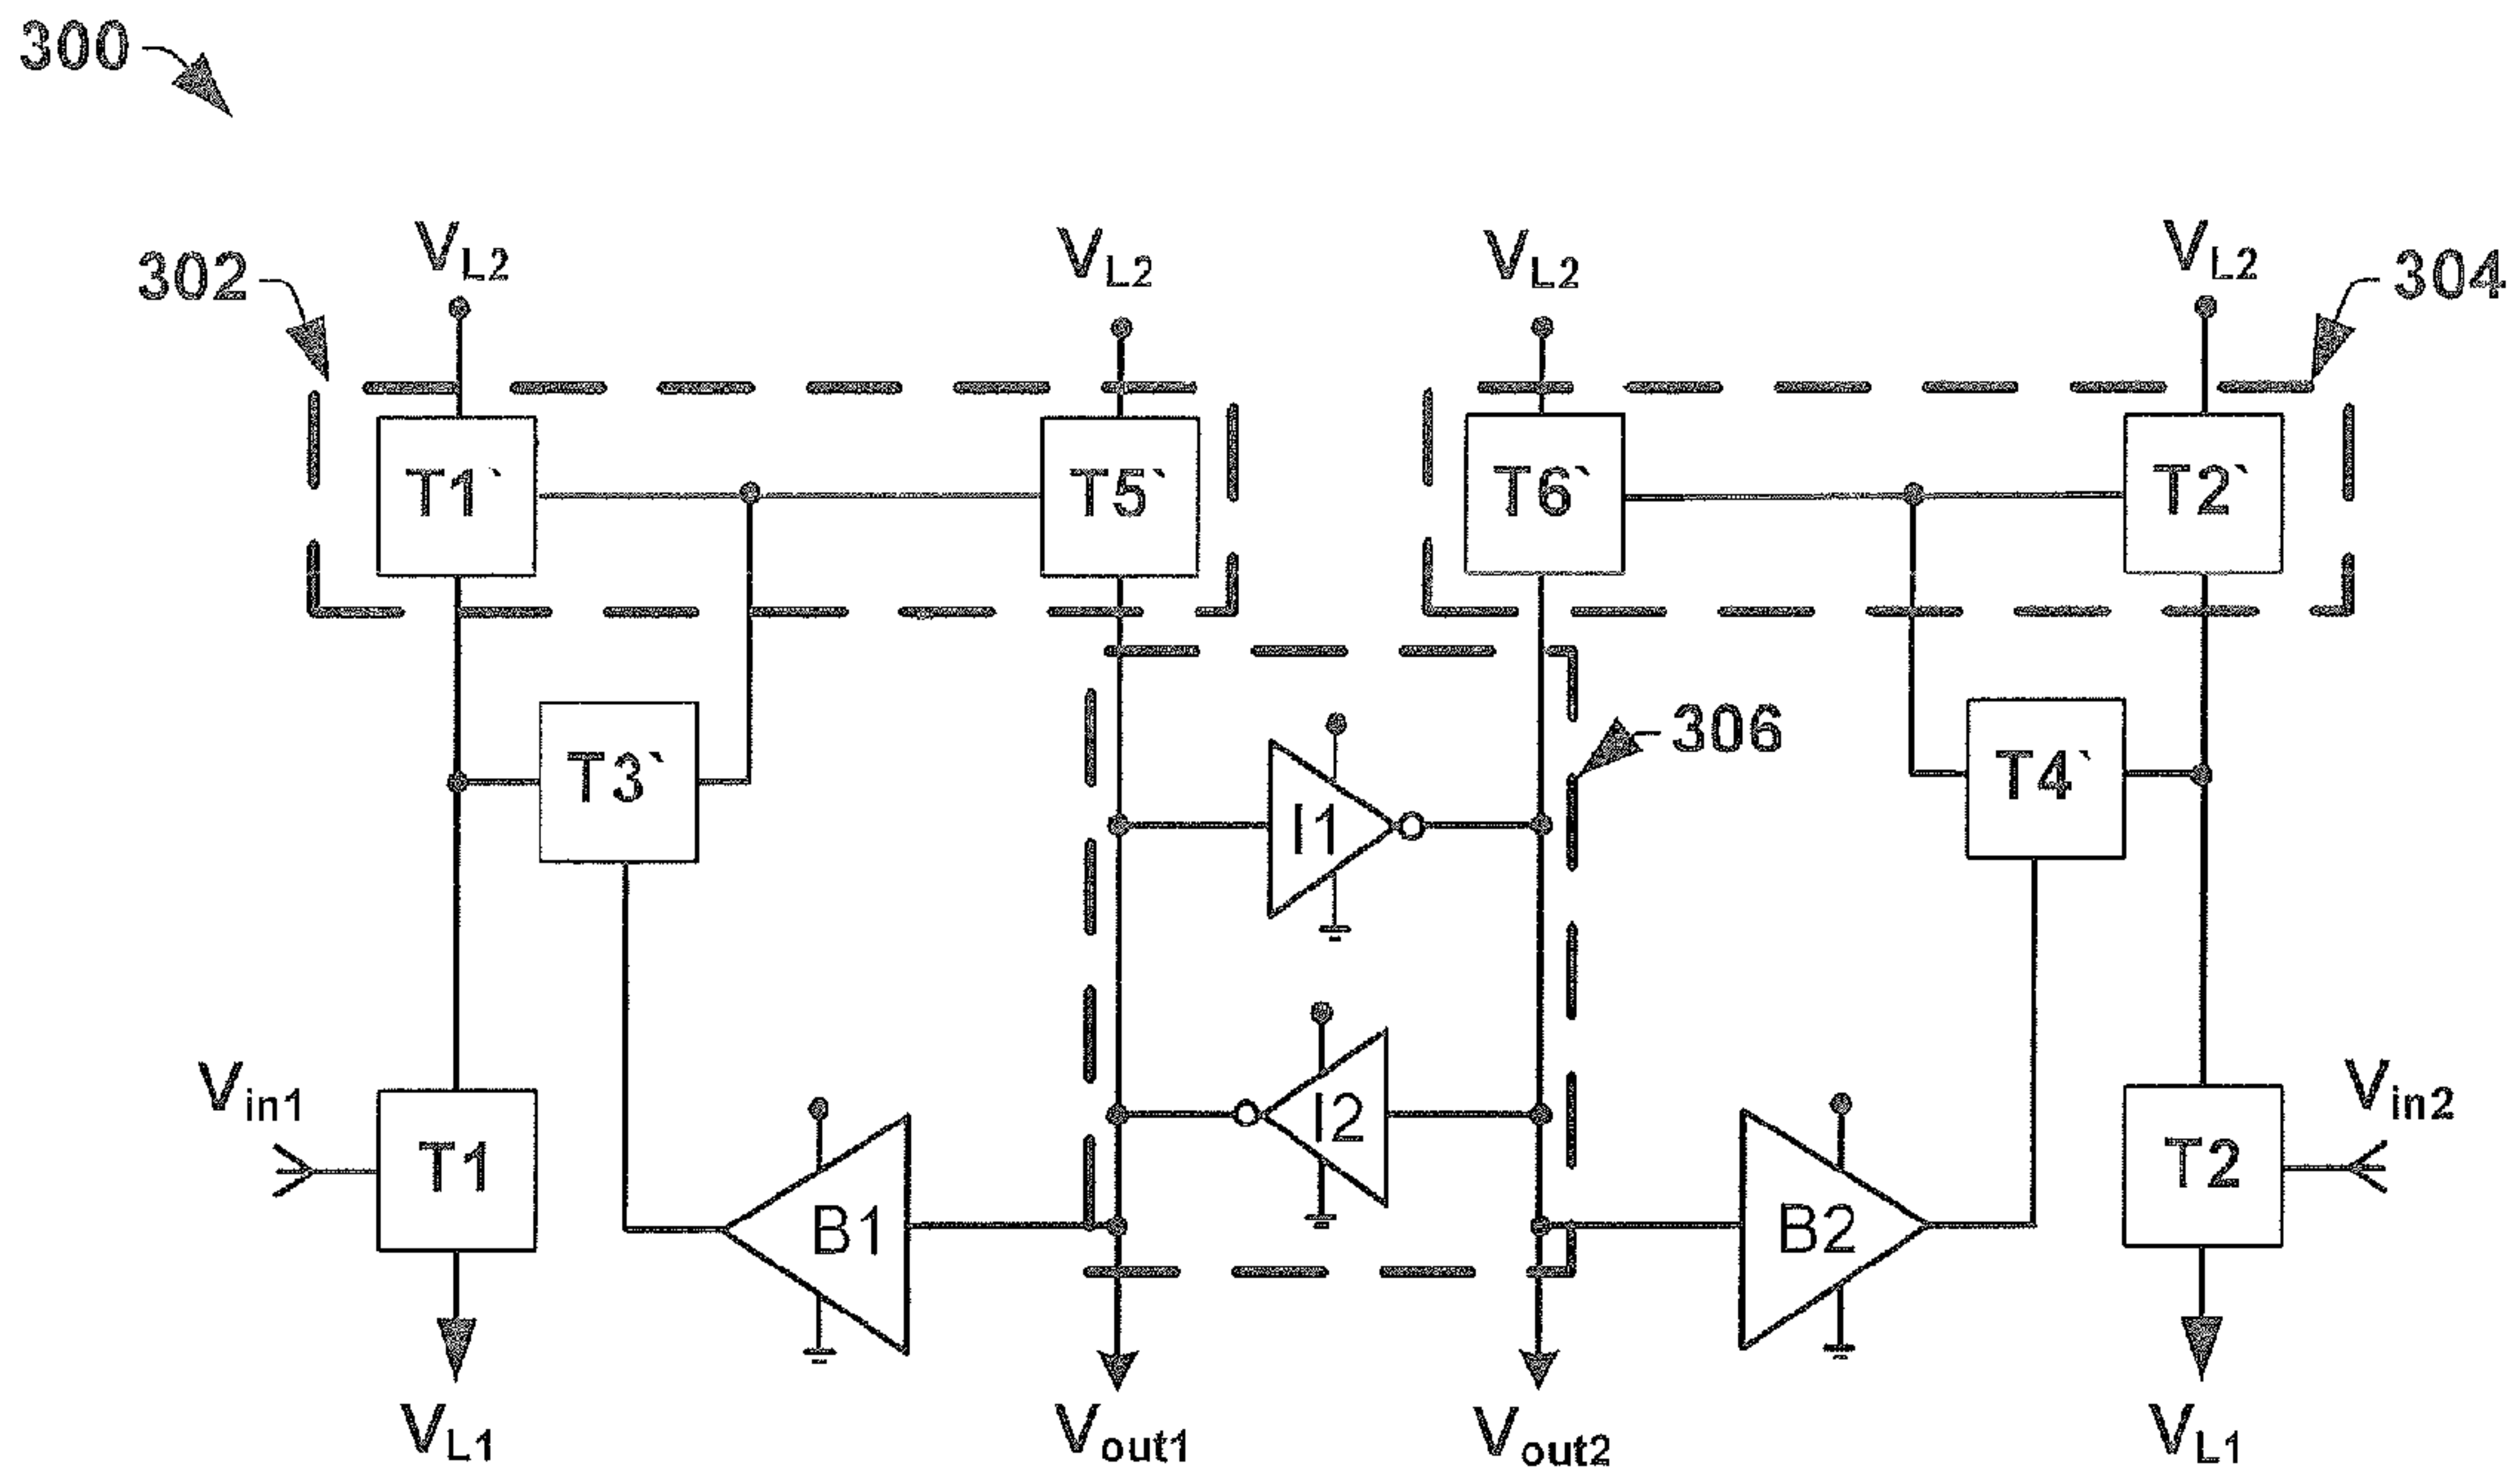 300
302
V_L2
V_L2
V_L2
V_L2
304
T1`
T5`
T6`
T2`
306
T3`
T4`
I1
V_in1
I2
V_in2
T1
B1
B2
T2
V_L1
V_out1
V_out2
V_L1